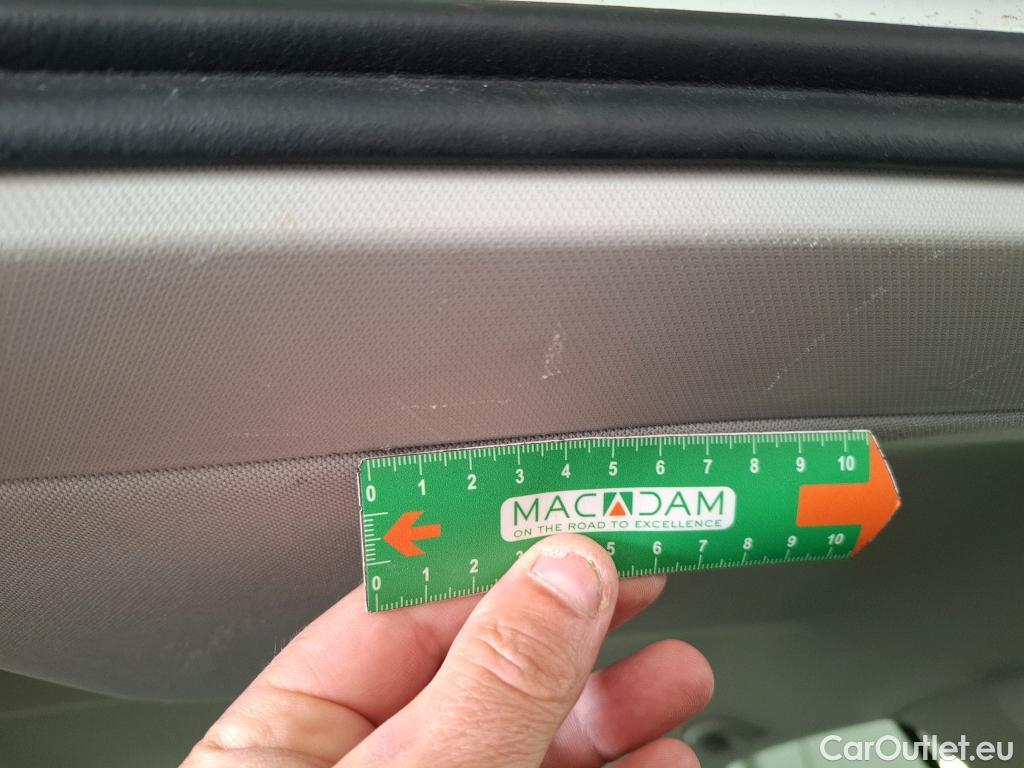 0 1 2 3 4 5 6 7 8 9 10
MACADAM
ON THE ROAD TO EXCELLENCE
0 1 2 3 5 6 7 8 9 10
CarOutlet.eu